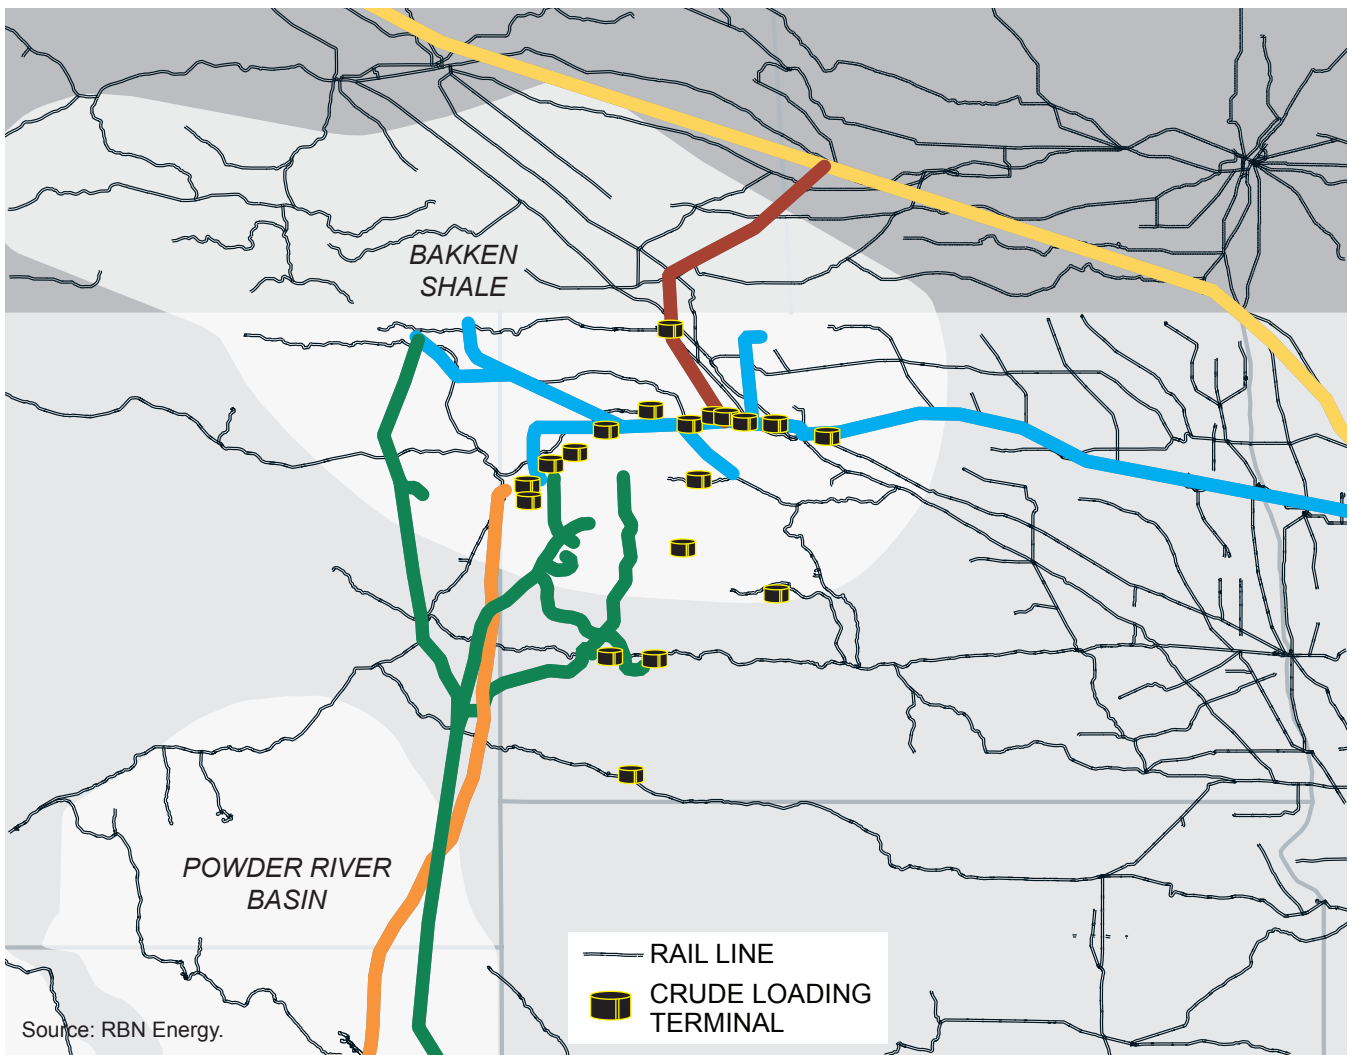 BAKKEN
SHALE
POWDER RIVER
BASIN
RAIL LINE
CRUDE LOADING
TERMINAL
Source: RBN Energy.